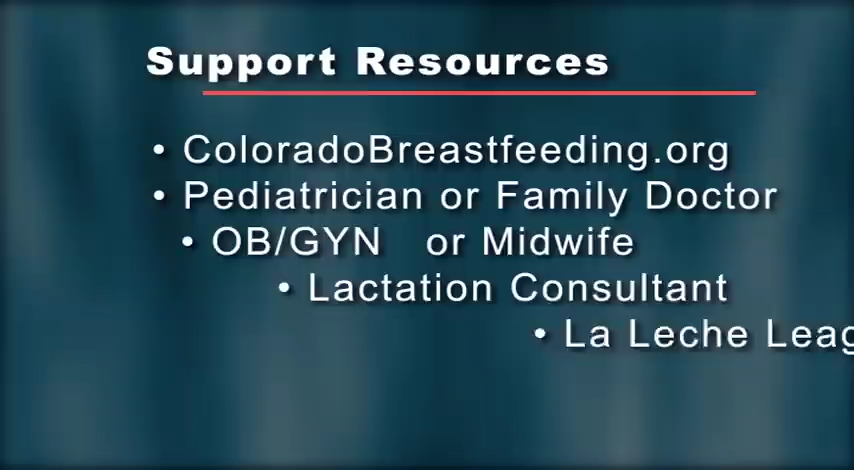 Support Resources
• ColoradoBreastfeeding.org
• Pediatrician or Family Doctor
• OB/GYN or Midwife
• Lactation Consultant
• La Leche Leag